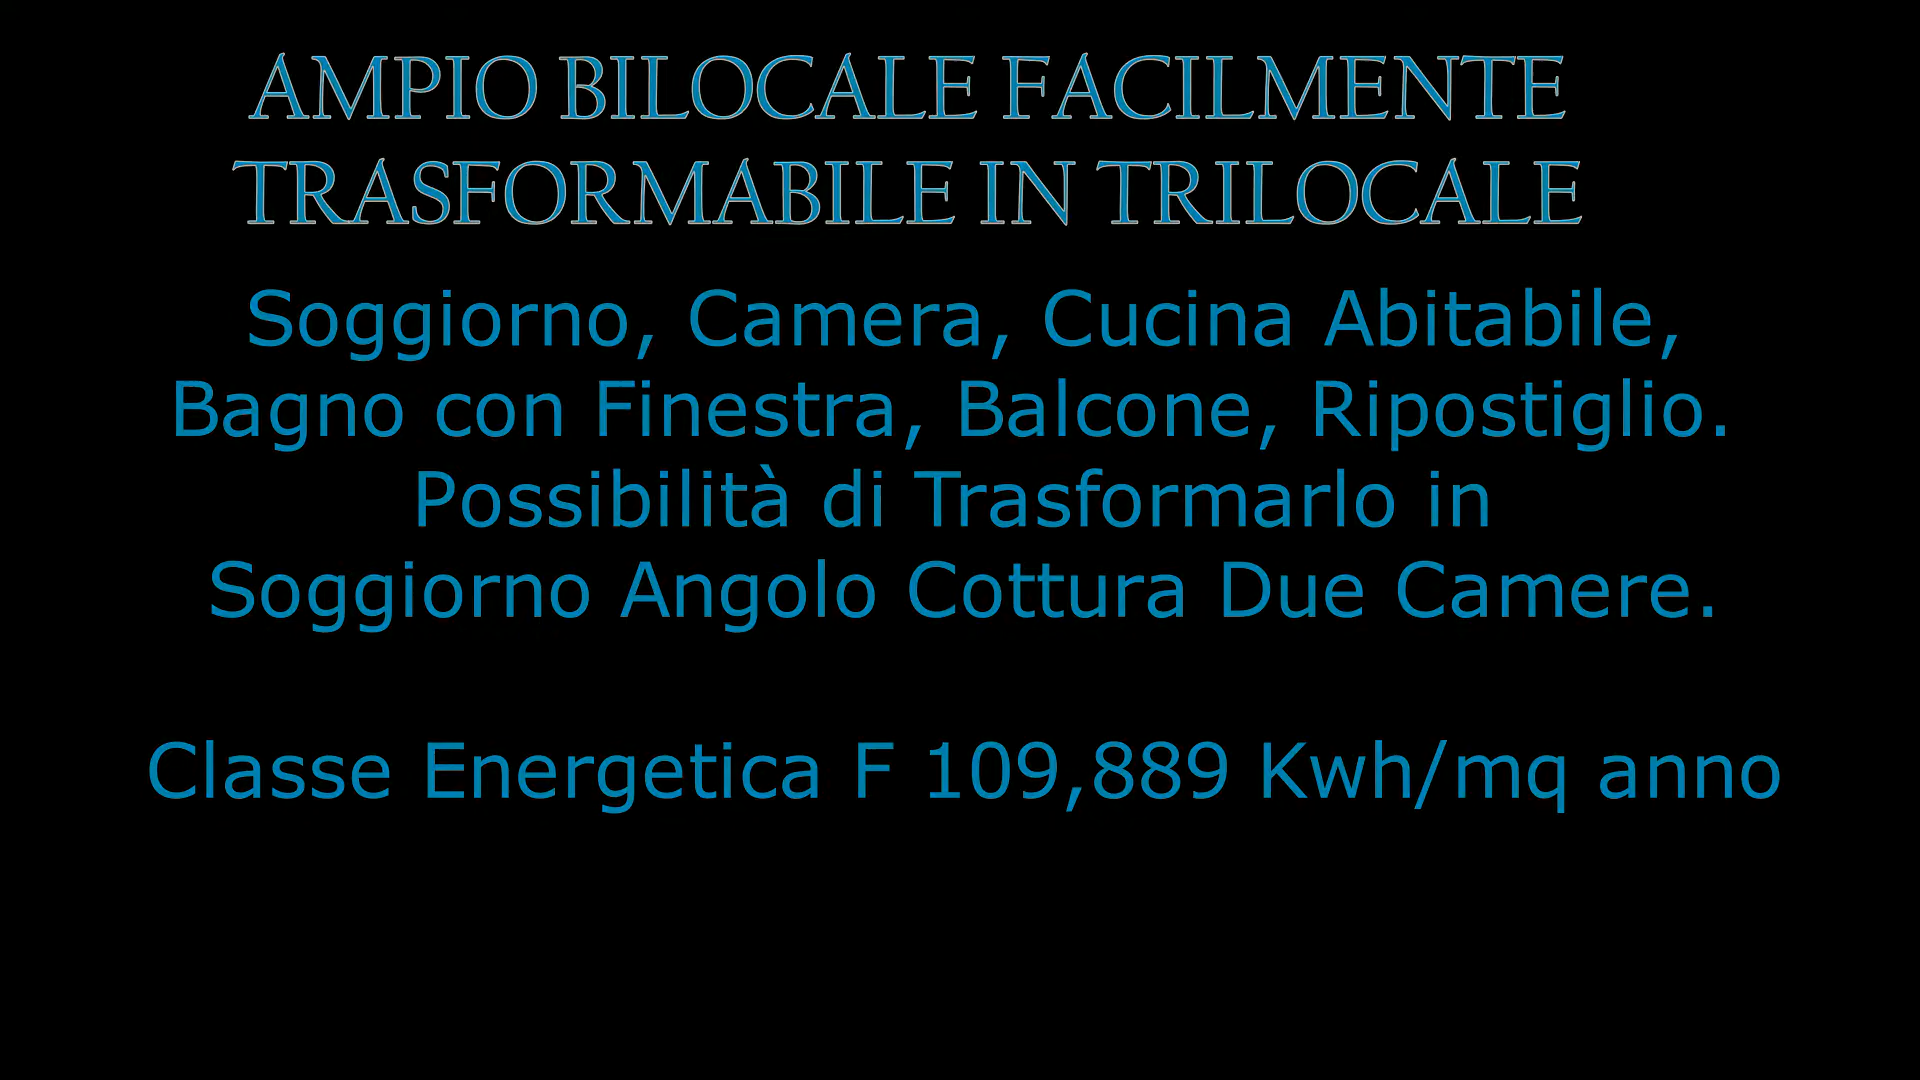 AMPIO BILOCALE FACILMENTE
TRASFORMABILE IN TRILOCALE
Soggiorno, Camera, Cucina Abitabile,
Bagno con Finestra, Balcone, Ripostiglio.
Possibilità di Trasformarlo in
Soggiorno Angolo Cottura Due Camere.
Classe Energetica F 109,889 Kwh/mq anno